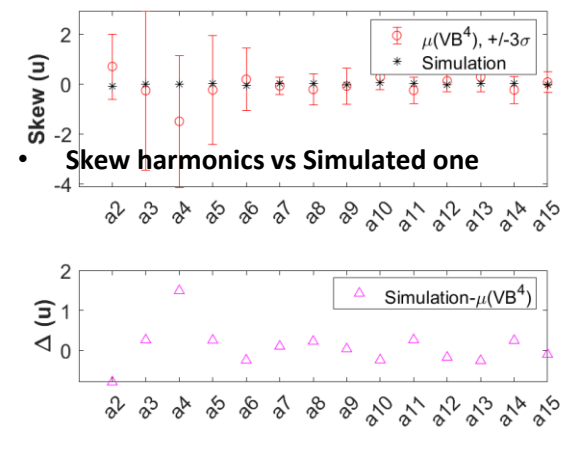 2
0
-2
-4
Skew (u)
μ(VB⁴), +/-3σ
Simulation
• Skew harmonics vs Simulated one
a2 a3 a4 a5 a6 a7 a8 a9 a10 a11 a12 a13 a14 a15
2
1
0
Δ (u)
Simulation-μ(VB⁴)
a2 a3 a4 a5 a6 a7 a8 a9 a10 a11 a12 a13 a14 a15